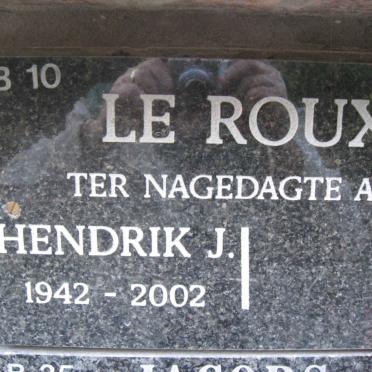 B 10
LE ROUX
TER NAGEDAGTE A
HENDRIK J.
1942 - 2002